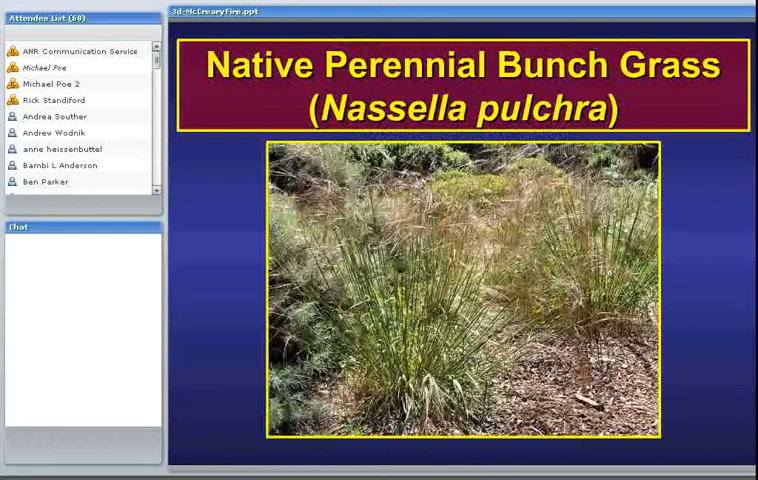 Attendee List (60)
ANR Communication Service
Michael Poe
Michael Poe 2
Rick Standiford
Andrea Souther
Andrew Wodnik
anne heissenbuttel
Bambi L Anderson
Ben Parker
Chat
3d-McCrearyFire.ppt
Native Perennial Bunch Grass
(Nassella pulchra)